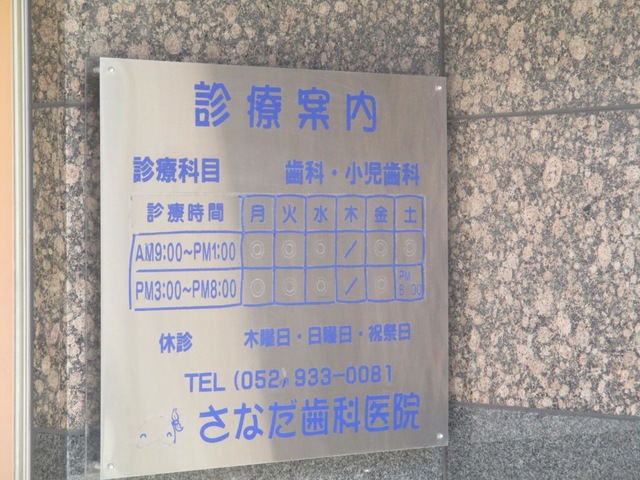 診療案内
診療科目 歯科・小児歯科
診療時間 月 火 水 木 金 土
AM9:00~PM1:00 ◎ ◎ ◎ / ◎ ◎
PM3:00~PM8:00 ◎ ◎ ◎ / ◎ PM 5:00
休診 木曜日・日曜日・祝祭日
TEL (052) 933-0081
さなだ歯科医院